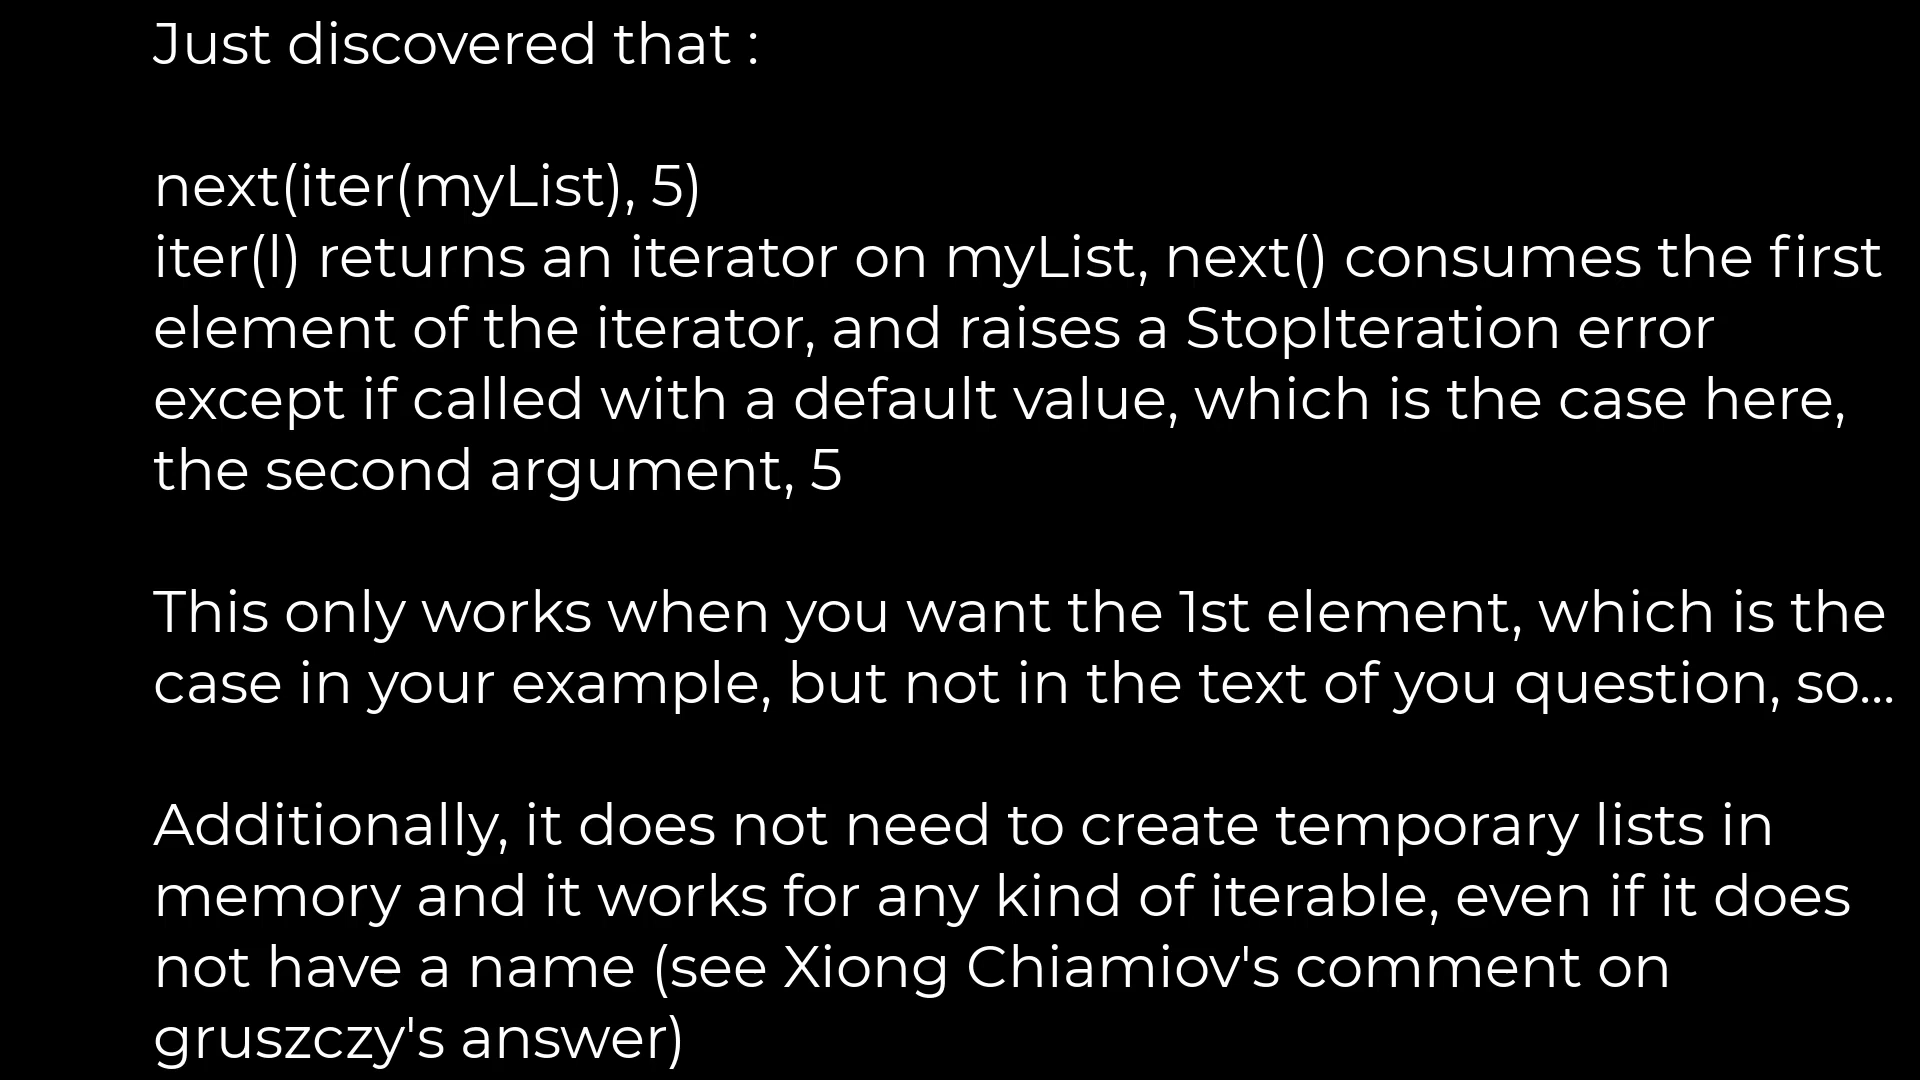 Just discovered that :
next(iter(myList), 5)
iter(l) returns an iterator on myList, next() consumes the first
element of the iterator, and raises a StopIteration error
except if called with a default value, which is the case here,
the second argument, 5
This only works when you want the 1st element, which is the
case in your example, but not in the text of you question, so...
Additionally, it does not need to create temporary lists in
memory and it works for any kind of iterable, even if it does
not have a name (see Xiong Chiamiov's comment on
gruszczy's answer)